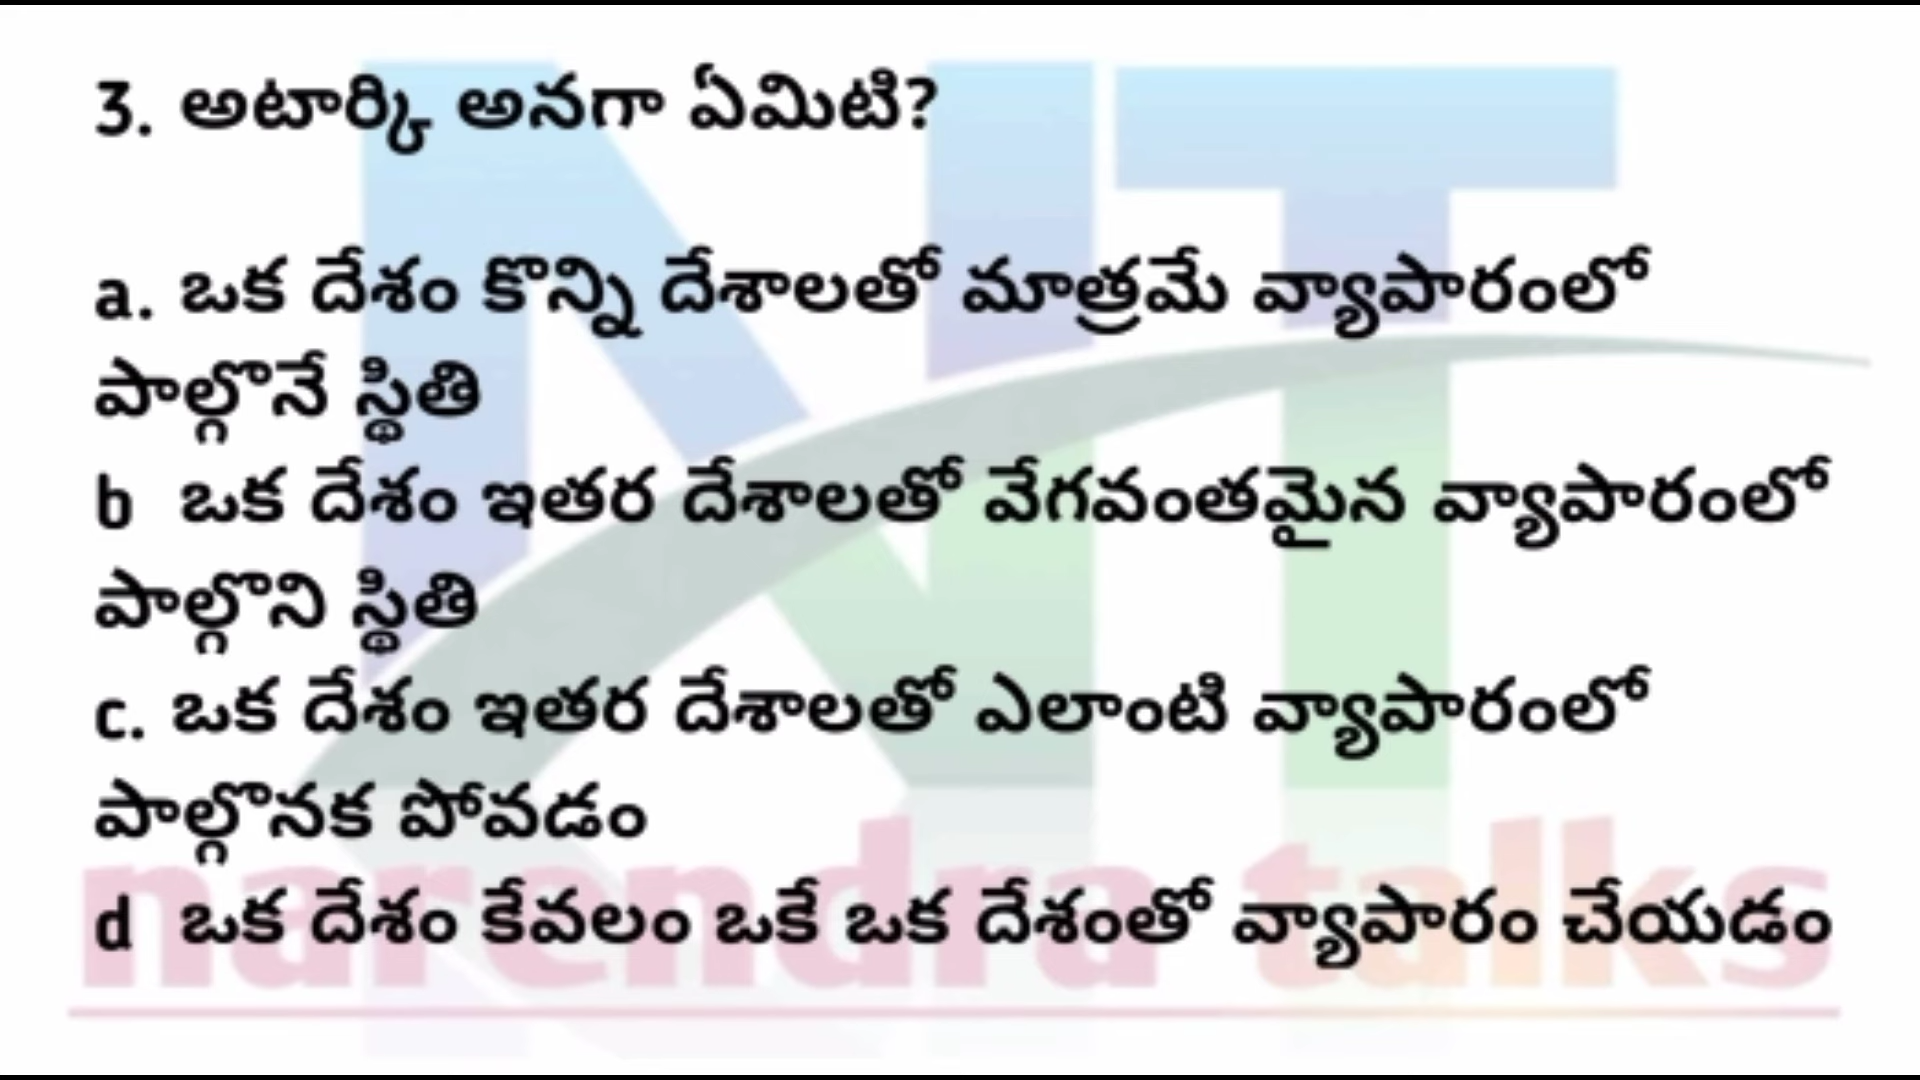 3. అటార్కి అనగా ఏమిటి?
a. ఒక దేశం కొన్ని దేశాలతో మాత్రమే వ్యాపారంలో
పాల్గొనే స్థితి
b ఒక దేశం ఇతర దేశాలతో వేగవంతమైన వ్యాపారంలో
పాల్గొని స్థితి
c. ఒక దేశం ఇతర దేశాలతో ఎలాంటి వ్యాపారంలో
పాల్గొనక పోవడం
d ఒక దేశం కేవలం ఒకే ఒక దేశంతో వ్యాపారం చేయడం
NT
narendra talks